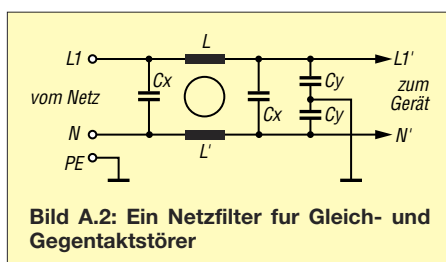 L1
L
L1'
Cx
Cx
Cy
vom Netz
zum
Gerät
Cy
N
L'
N'
PE
Bild A.2: Ein Netzfilter fur Gleich- und
Gegentaktstörer